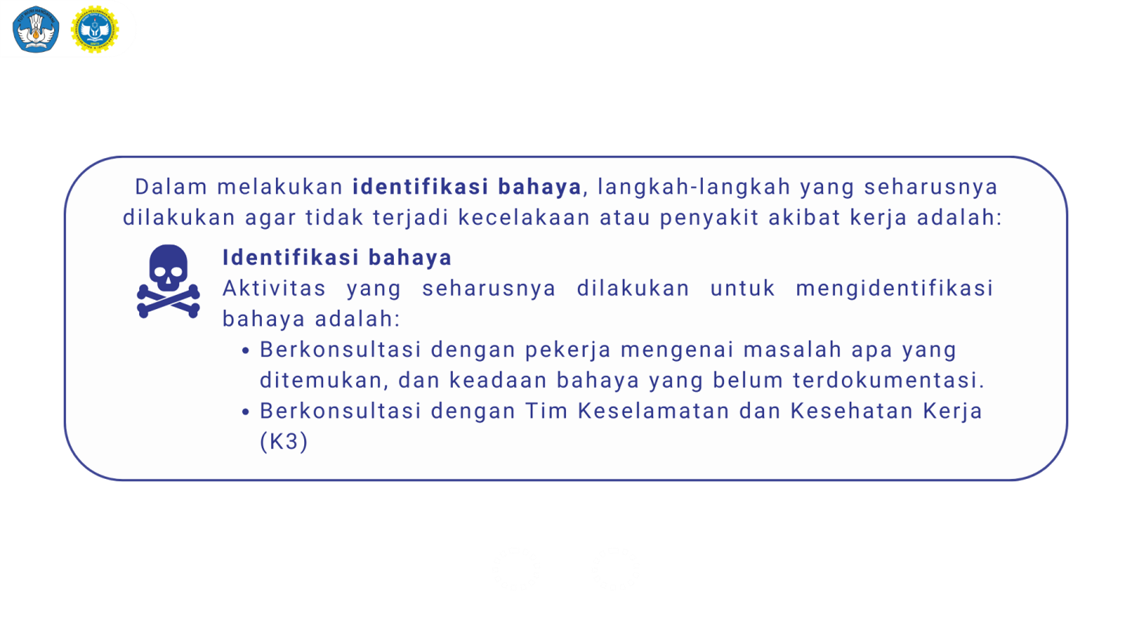 Dalam melakukan identifikasi bahaya, langkah-langkah yang seharusnya
dilakukan agar tidak terjadi kecelakaan atau penyakit akibat kerja adalah:
Identifikasi bahaya
Aktivitas yang seharusnya dilakukan untuk mengidentifikasi
bahaya adalah:
• Berkonsultasi dengan pekerja mengenai masalah apa yang
ditemukan, dan keadaan bahaya yang belum terdokumentasi.
• Berkonsultasi dengan Tim Keselamatan dan Kesehatan Kerja
(K3)